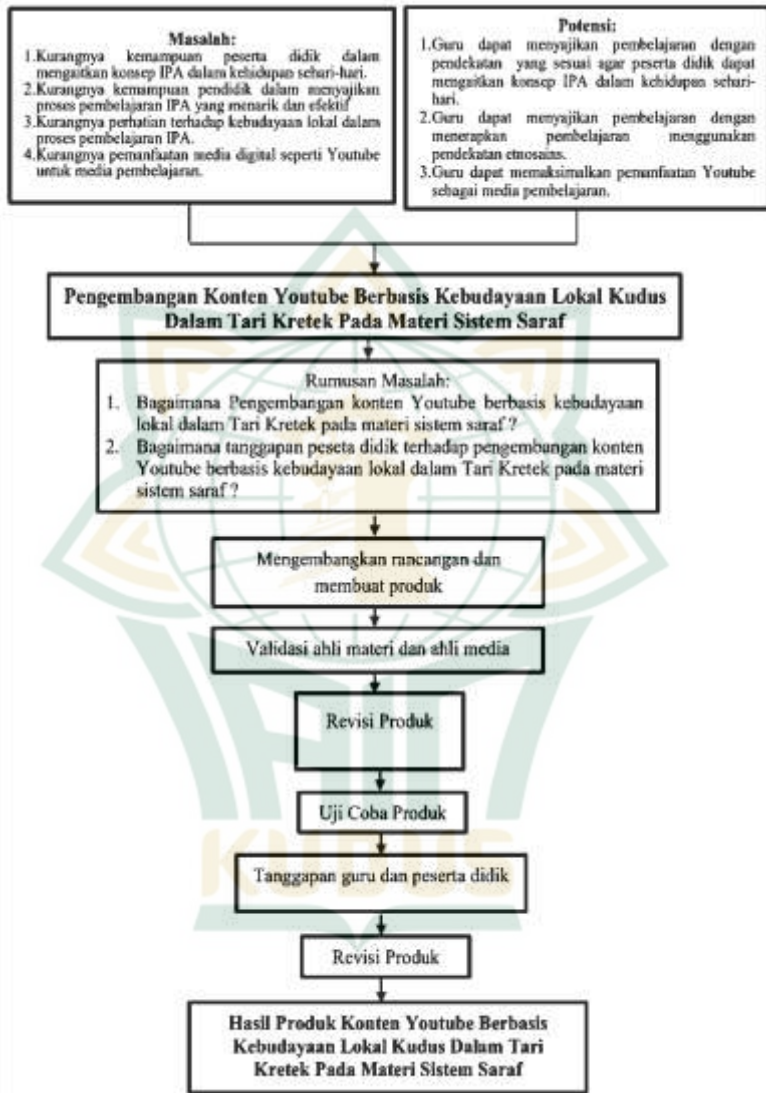 Masalah:
1.Kurangnya kemampuan peserta didik dalam
mengaitkan konsep IPA dalam kehidupan sehari-hari.
2.Kurangnya kemampuan pendidik dalam menyajikan
proses pembelajaran IPA yang menarik dan efektif
3.Kurangnya perhatian terhadap kebudayaan lokal dalam
proses pembelajaran IPA.
4.Kurangnya pemanfaatan media digital seperti Youtube
untuk media pembelajaran.
Potensi:
1.Guru dapat menyajikan pembelajaran dengan
pendekatan yang sesuai agar peserta didik dapat
mengaitkan konsep IPA dalam kehidupan sehari-
hari.
2.Guru dapat menyajikan pembelajaran dengan
menerapkan pembelajaran menggunakan
pendekatan etnosains.
3.Guru dapat memaksimalkan pemanfaatan Youtube
sebagai media pembelajaran.
Pengembangan Konten Youtube Berbasis Kebudayaan Lokal Kudus
Dalam Tari Kretek Pada Materi Sistem Saraf
Rumusan Masalah:
1. Bagaimana Pengembangan konten Youtube berbasis kebudayaan
lokal dalam Tari Kretek pada materi sistem saraf ?
2. Bagaimana tanggapan peseta didik terhadap pengembangan konten
Youtube berbasis kebudayaan lokal dalam Tari Kretek pada materi
sistem saraf ?
Mengembangkan rancangan dan
membuat produk
Validasi ahli materi dan ahli media
Revisi Produk
Uji Coba Produk
KUDUS
Tanggapan guru dan peserta didik
Revisi Produk
Hasil Produk Konten Youtube Berbasis
Kebudayaan Lokal Kudus Dalam Tari
Kretek Pada Materi Sistem Saraf